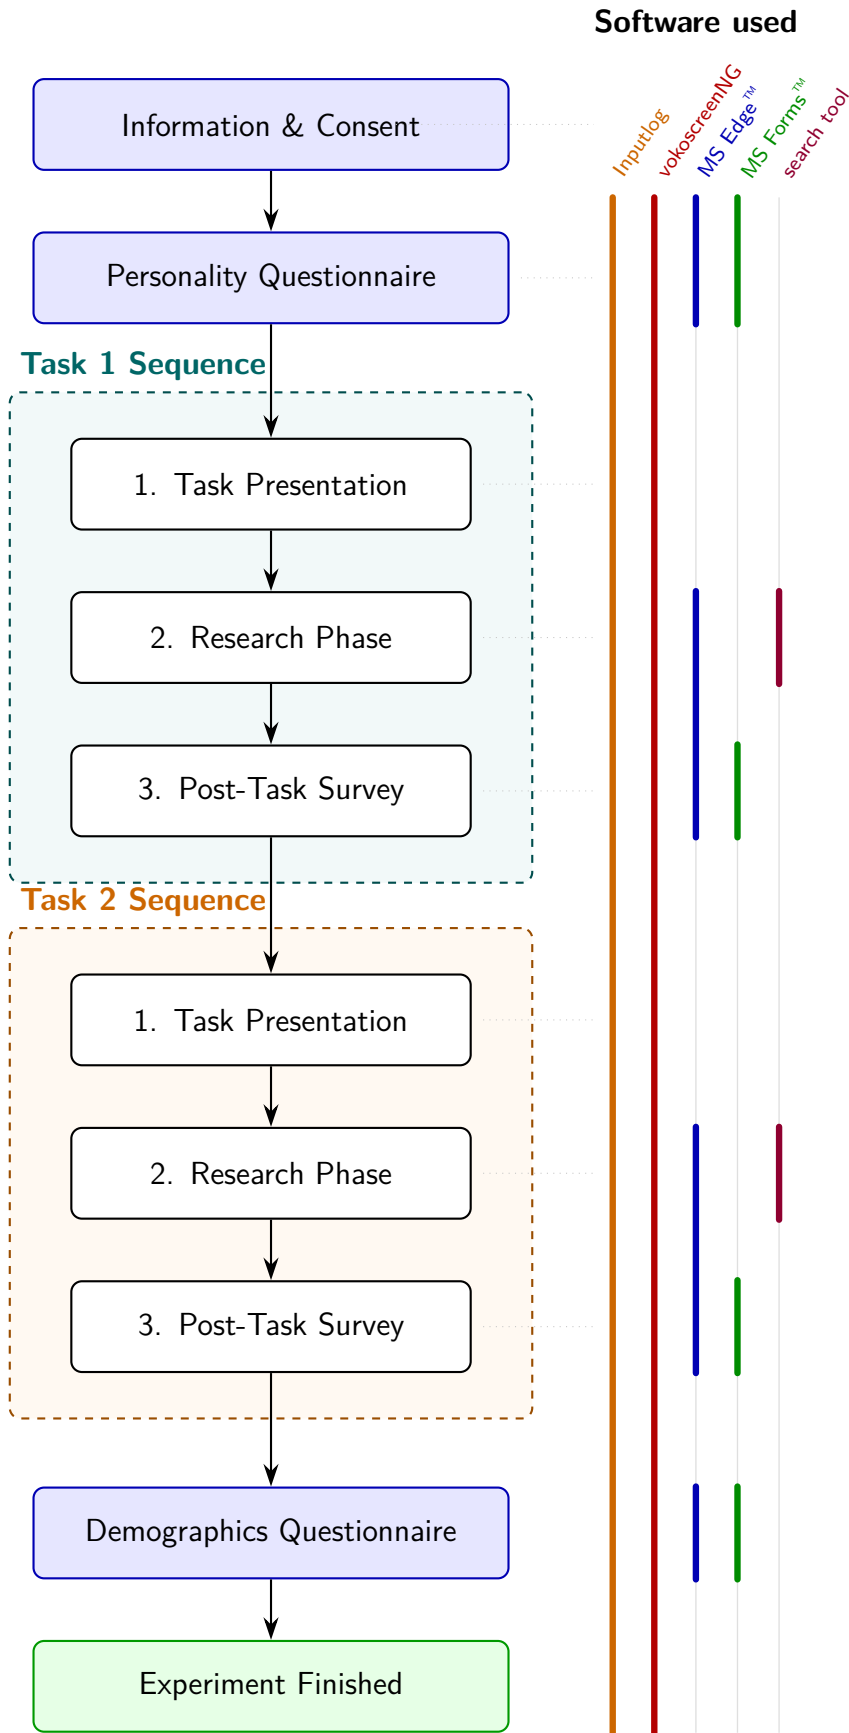 Software used
Inputlog
vokoscreenNG
MS Edge™
MS Forms™
search tool
Information & Consent
Personality Questionnaire
Task 1 Sequence
1. Task Presentation
2. Research Phase
3. Post-Task Survey
Task 2 Sequence
1. Task Presentation
2. Research Phase
3. Post-Task Survey
Demographics Questionnaire
Experiment Finished